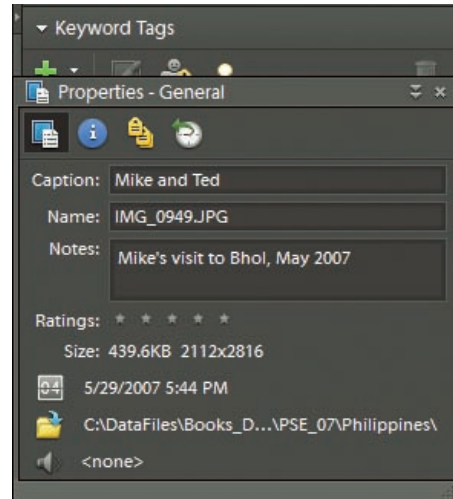 Keyword Tags
Properties - General
Caption: Mike and Ted
Name: IMG_0949.JPG
Notes: Mike's visit to Bhol, May 2007
Ratings:
Size: 439.6KB 2112x2816
04 5/29/2007 5:44 PM
C:\DataFiles\Books_D...\PSE_07\Philippines\
<none>